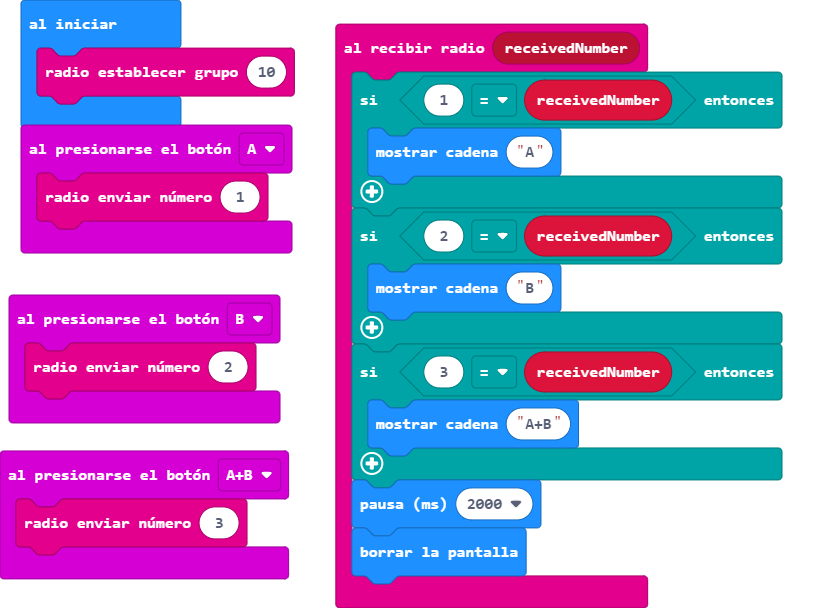 al iniciar
radio establecer grupo 10
al presionarse el botón A
radio enviar número 1
al presionarse el botón B
radio enviar número 2
al presionarse el botón A+B
radio enviar número 3
al recibir radio receivedNumber
si 1 = receivedNumber entonces
mostrar cadena "A"
si 2 = receivedNumber entonces
mostrar cadena "B"
si 3 = receivedNumber entonces
mostrar cadena "A+B"
pausa (ms) 2000
borrar la pantalla